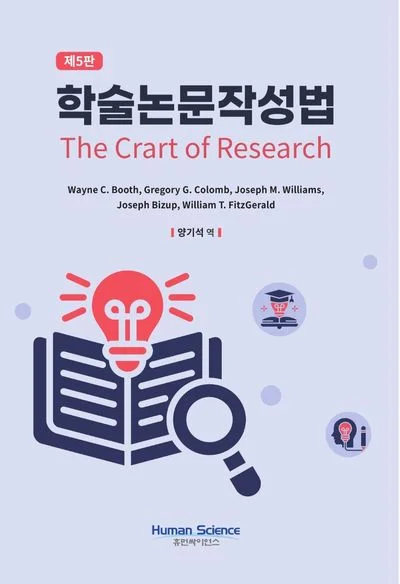 제5판
학술논문작성법
The Crart of Research
Wayne C. Booth, Gregory G. Colomb, Joseph M. Williams,
Joseph Bizup, William T. FitzGerald
양기석 역
Human Science
휴먼싸이언스